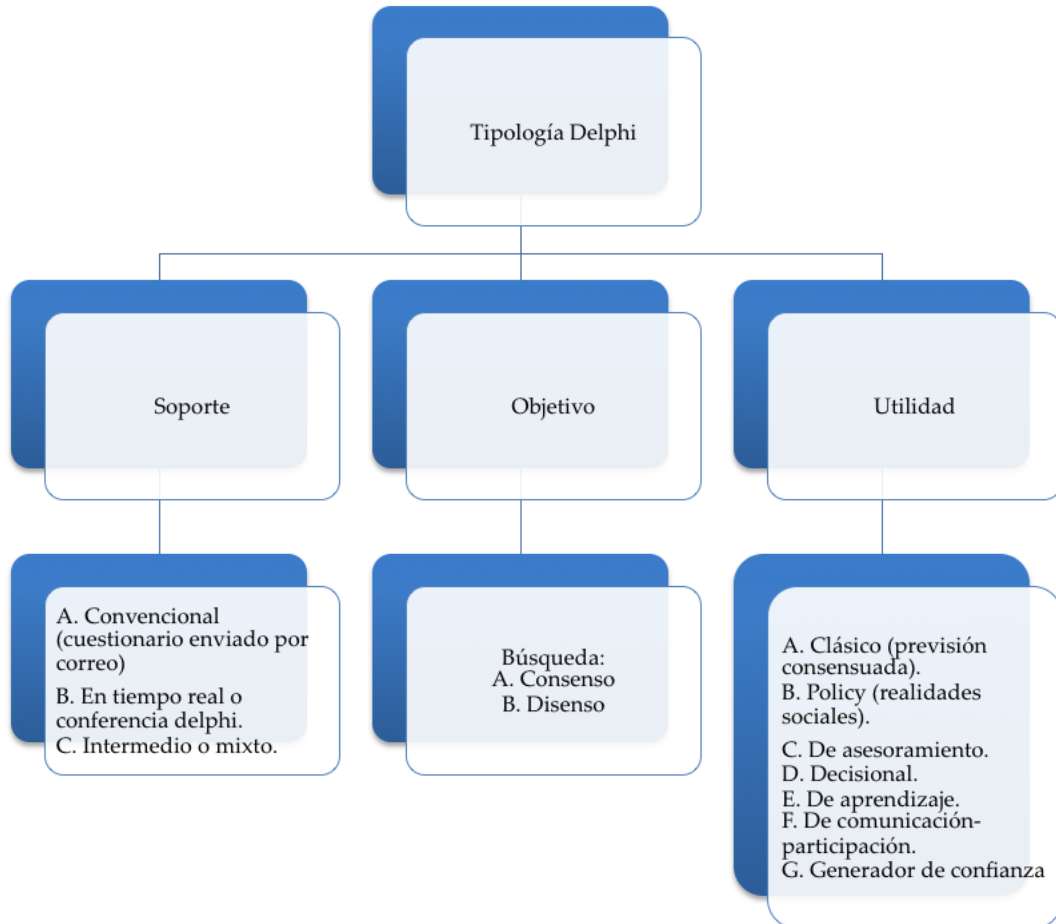 Tipología Delphi
Soporte
Objetivo
Utilidad
A. Convencional
(cuestionario enviado por
correo)
B. En tiempo real o
conferencia delphi.
C. Intermedio o mixto.
Búsqueda:
A. Consenso
B. Disenso
A. Clásico (previsión
consensuada).
B. Policy (realidades
sociales).
C. De asesoramiento.
D. Decisional.
E. De aprendizaje.
F. De comunicación-
participación.
G. Generador de confianza